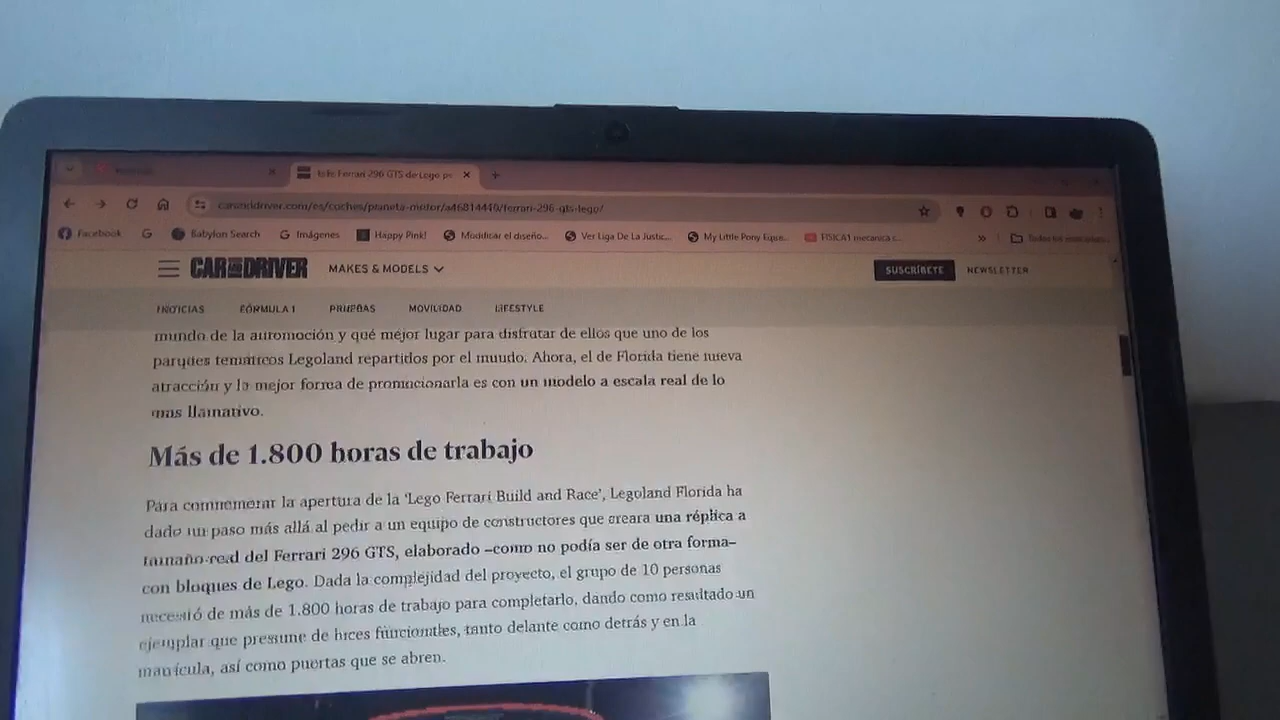 Ferrari 296 GTS de Lego
caranddriver.com/es/coches/planeta-motor/a46814440/ferrari-296-gts-lego/
Facebook G Babylon Search Imágenes Happy Pink! Modificar el diseño... Ver Liga De La Justic... My Little Pony Eque... FISICA1 mecanica c... » Todos los marcadores
CAR AND DRIVER MAKES & MODELS SUSCRÍBETE NEWSLETTER
NOTICIAS FÓRMULA 1 PRUEBAS MOVILIDAD LIFESTYLE
mundo de la automoción y qué mejor lugar para disfrutar de ellos que uno de los
parques temáticos Legoland repartidos por el mundo. Ahora, el de Florida tiene nueva
atracción y la mejor forma de promocionarla es con un modelo a escala real de lo
más llamativo.
Más de 1.800 horas de trabajo
Para conmemorar la apertura de la 'Lego Ferrari Build and Race', Legoland Florida ha
dado un paso más allá al pedir a un equipo de constructores que creara una réplica a
tamaño real del Ferrari 296 GTS, elaborado –como no podía ser de otra forma–
con bloques de Lego. Dada la complejidad del proyecto, el grupo de 10 personas
necesitó de más de 1.800 horas de trabajo para completarlo, dando como resultado un
ejemplar que presume de luces funcionales, tanto delante como detrás y en la
matrícula, así como puertas que se abren.